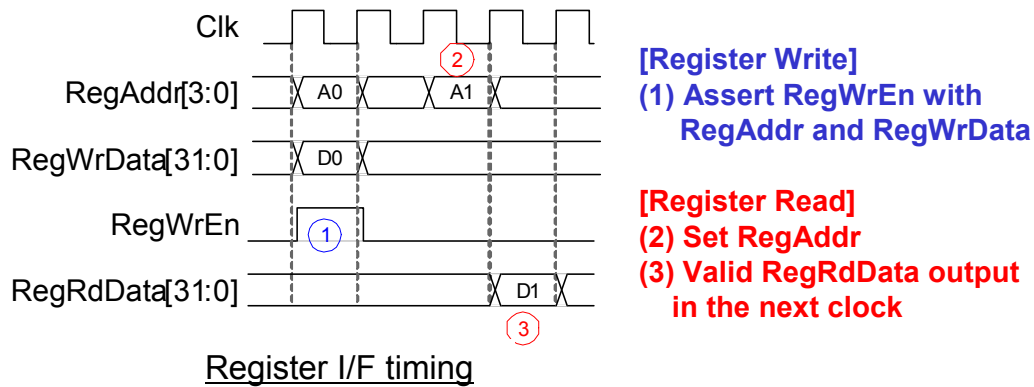 Clk
2
RegAddr[3:0]
A0
A1
RegWrData[31:0]
D0
RegWrEn
1
RegRdData[31:0]
D1
3
Register I/F timing
[Register Write]
(1) Assert RegWrEn with
RegAddr and RegWrData
[Register Read]
(2) Set RegAddr
(3) Valid RegRdData output
in the next clock